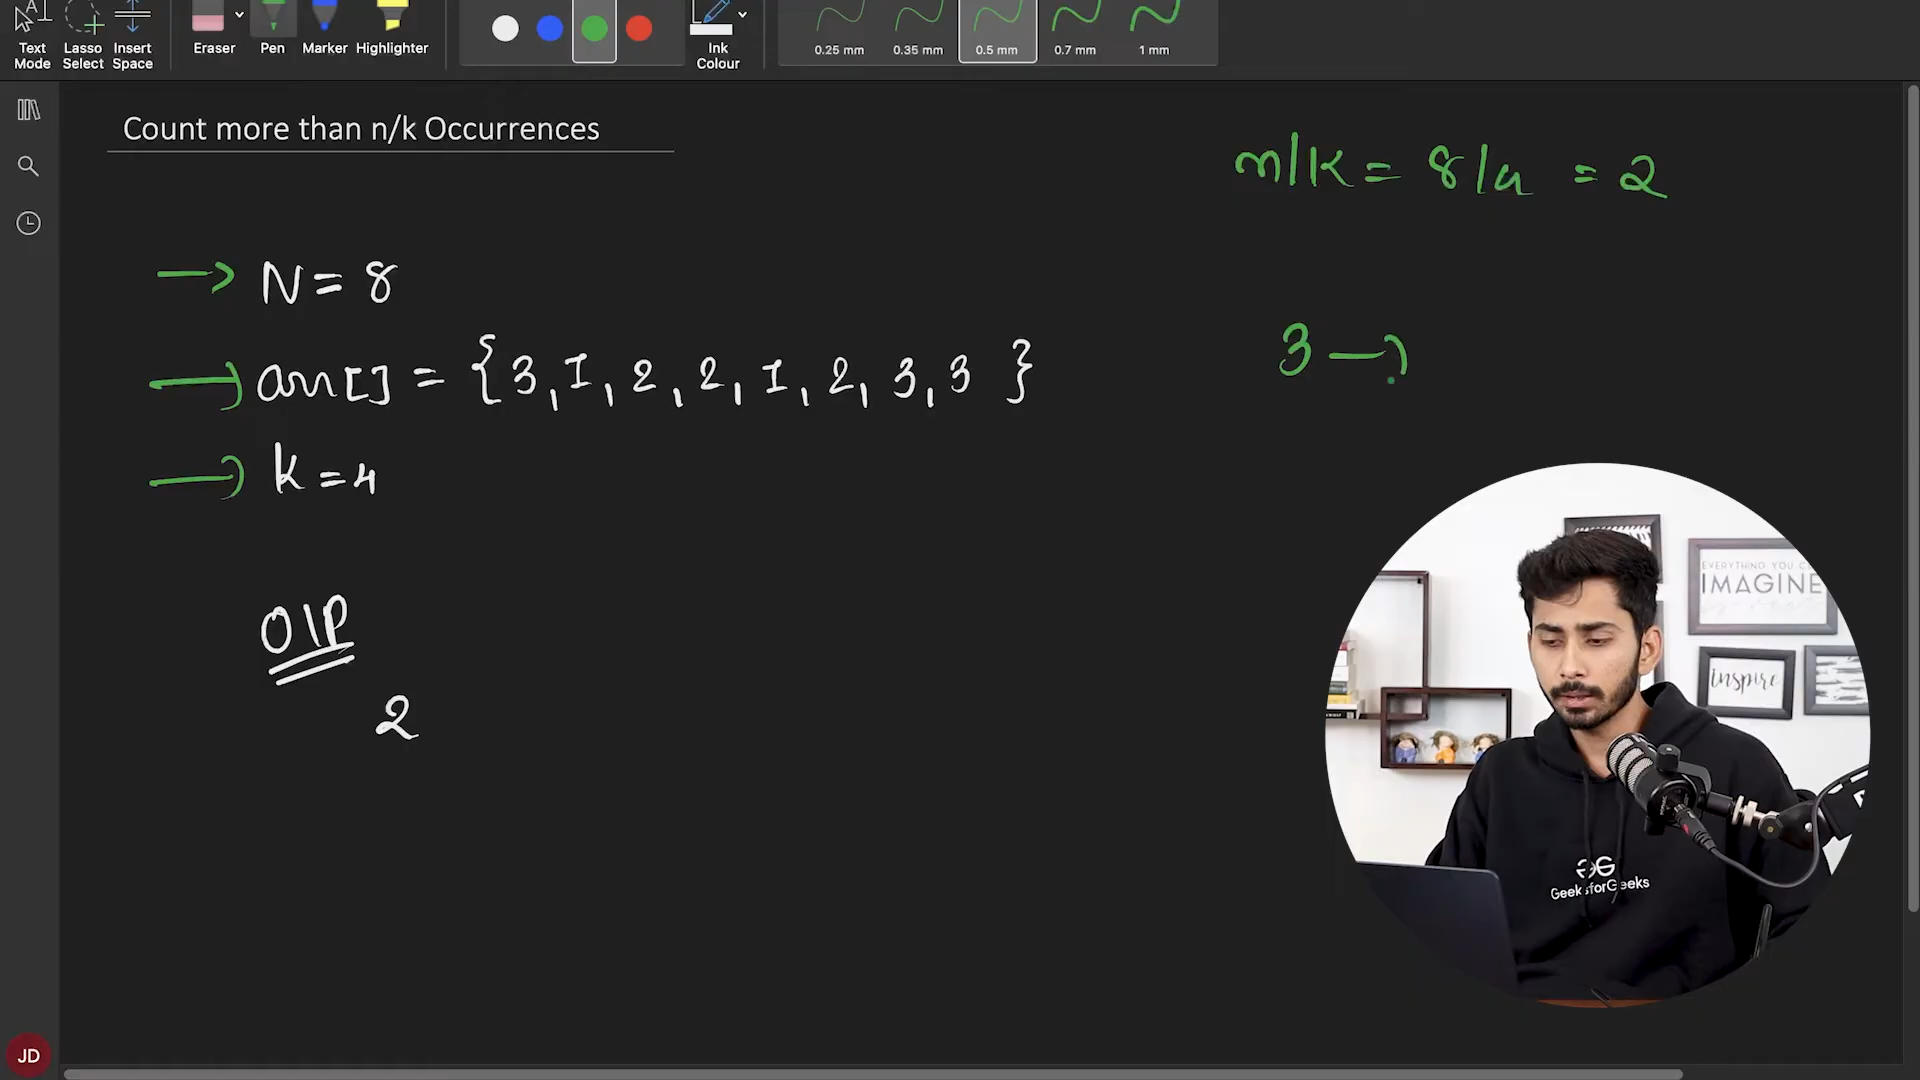 Text Mode
Lasso Select
Insert Space
Eraser
Pen
Marker
Highlighter
Ink Colour
0.25 mm
0.35 mm
0.5 mm
0.7 mm
1 mm
Count more than n/k Occurrences
n/k = 8/4 = 2
→ N = 8
→ arr[] = {3, 1, 2, 2, 1, 2, 3, 3 }
3 →
→ k = 4
O/P
2
EVERYTHING YOU
IMAGINE
inspire
GeeksforGeeks
JD